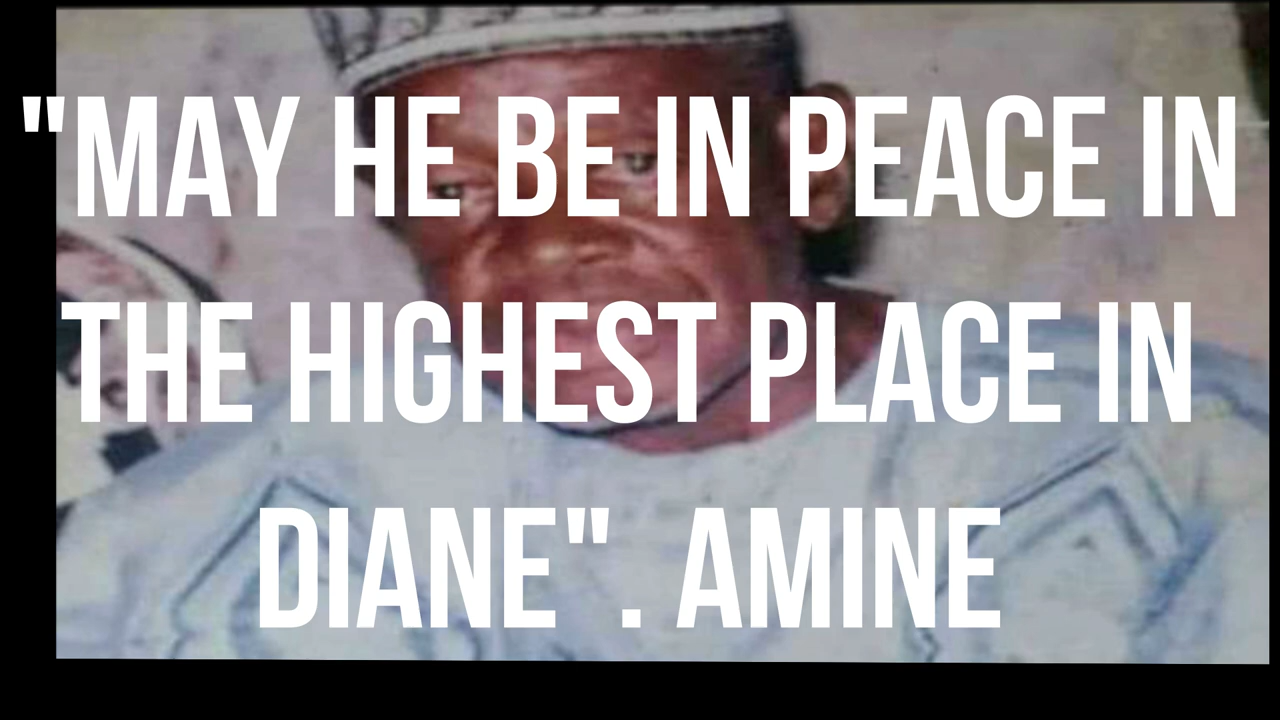 "MAY HE BE IN PEACE IN
THE HIGHEST PLACE IN
DIANE". AMINE